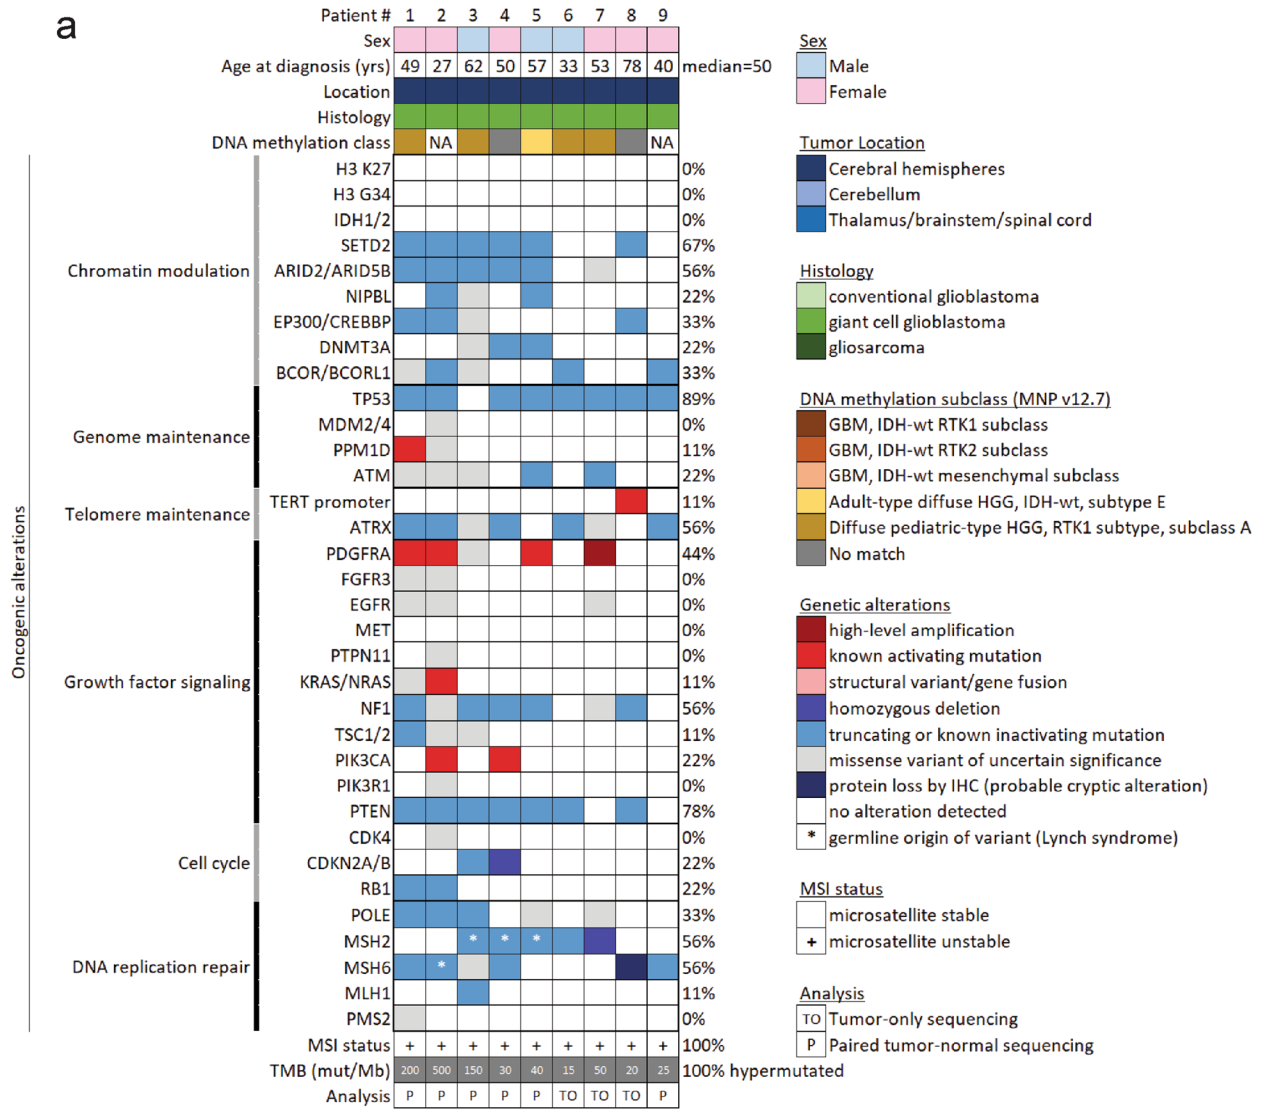 a
Patient # 1 2 3 4 5 6 7 8 9
Sex
Age at diagnosis (yrs) 49 27 62 50 57 33 53 78 40 median=50
Location
Histology
DNA methylation class NA NA
Oncogenic alterations
Chromatin modulation
H3 K27 0%
H3 G34 0%
IDH1/2 0%
SETD2 67%
ARID2/ARID5B 56%
NIPBL 22%
EP300/CREBBP 33%
DNMT3A 22%
BCOR/BCORL1 33%
Genome maintenance
TP53 89%
MDM2/4 0%
PPM1D 11%
ATM 22%
Telomere maintenance
TERT promoter 11%
ATRX 56%
Growth factor signaling
PDGFRA 44%
FGFR3 0%
EGFR 0%
MET 0%
PTPN11 0%
KRAS/NRAS 11%
NF1 56%
TSC1/2 11%
PIK3CA 22%
PIK3R1 0%
PTEN 78%
Cell cycle
CDK4 0%
CDKN2A/B 22%
RB1 22%
DNA replication repair
POLE 33%
MSH2 * * * 56%
MSH6 * 56%
MLH1 11%
PMS2 0%
MSI status + + + + + + + + + 100%
TMB (mut/Mb) 200 500 150 30 40 15 50 20 25 100% hypermutated
Analysis P P P P P TO TO TO P
Sex
Male
Female
Tumor Location
Cerebral hemispheres
Cerebellum
Thalamus/brainstem/spinal cord
Histology
conventional glioblastoma
giant cell glioblastoma
gliosarcoma
DNA methylation subclass (MNP v12.7)
GBM, IDH-wt RTK1 subclass
GBM, IDH-wt RTK2 subclass
GBM, IDH-wt mesenchymal subclass
Adult-type diffuse HGG, IDH-wt, subtype E
Diffuse pediatric-type HGG, RTK1 subtype, subclass A
No match
Genetic alterations
high-level amplification
known activating mutation
structural variant/gene fusion
homozygous deletion
truncating or known inactivating mutation
missense variant of uncertain significance
protein loss by IHC (probable cryptic alteration)
no alteration detected
* germline origin of variant (Lynch syndrome)
MSI status
microsatellite stable
+ microsatellite unstable
Analysis
TO Tumor-only sequencing
P Paired tumor-normal sequencing